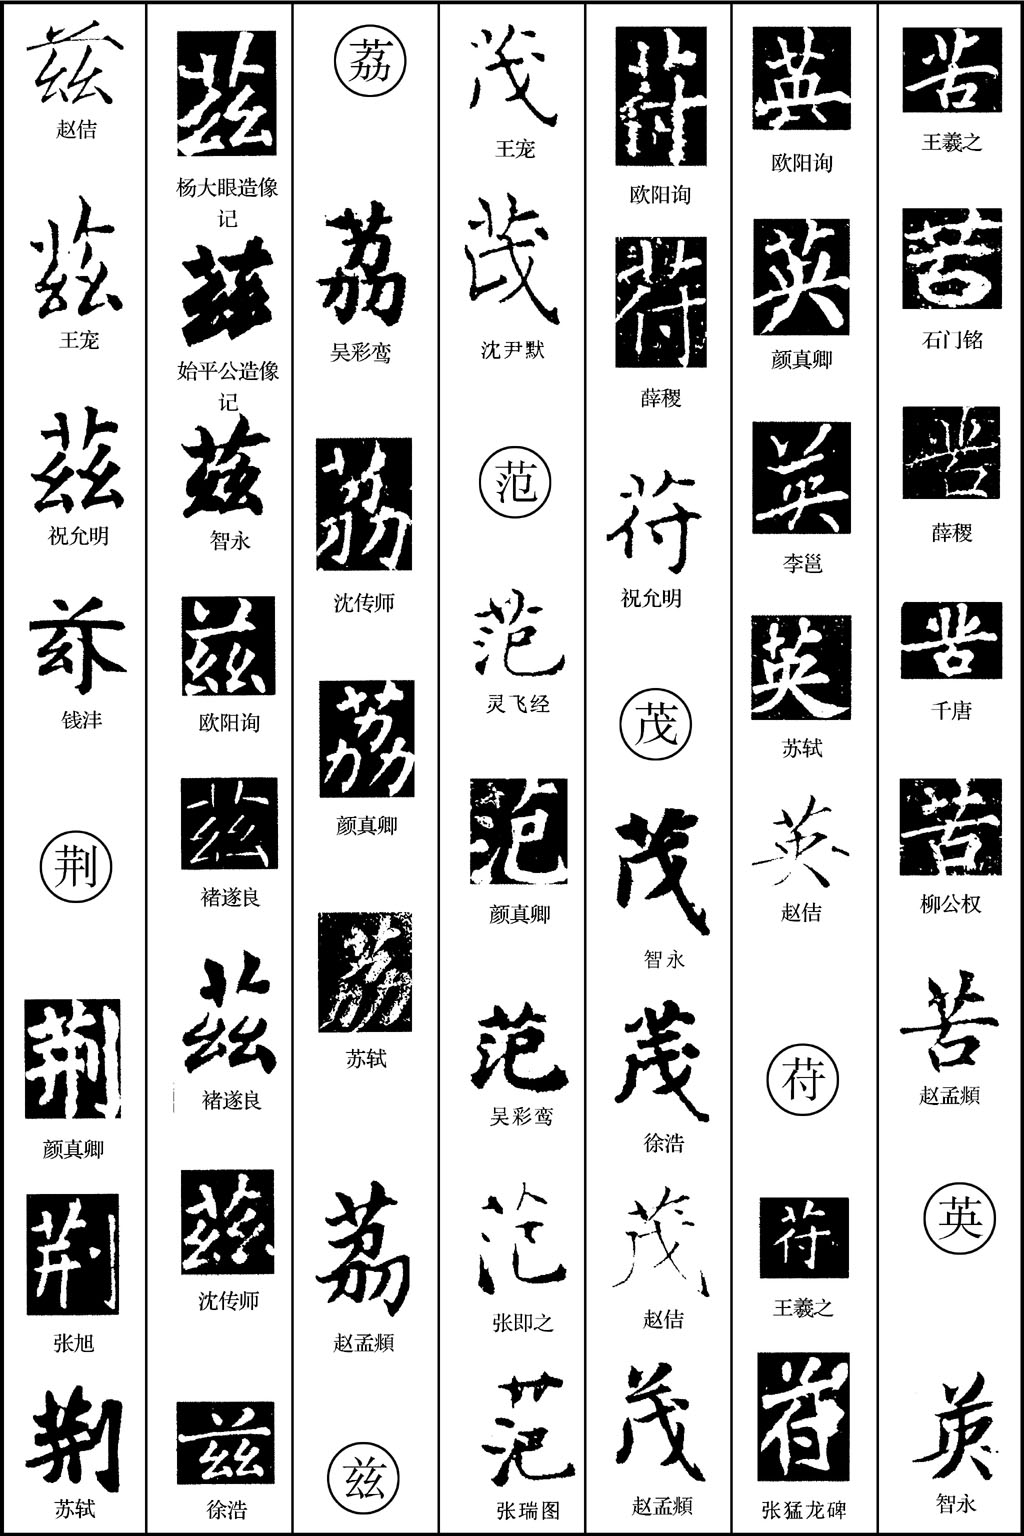 苦
王羲之
苦
石门铭
苦
薛稷
苦
千唐
苦
柳公权
苦
赵孟頫
英
英
智永
英
欧阳询
英
颜真卿
英
李邕
英
苏轼
英
赵佶
苻
苻
王羲之
苻
张猛龙碑
苻
欧阳询
苻
薛稷
苻
祝允明
茂
茂
智永
茂
徐浩
茂
赵佶
茂
赵孟頫
茂
王宠
茂
沈尹默
范
范
灵飞经
范
颜真卿
范
吴彩鸾
范
张即之
范
张瑞图
荔
荔
吴彩鸾
荔
沈传师
荔
颜真卿
荔
苏轼
荔
赵孟頫
兹
兹
杨大眼造像
记
兹
始平公造像
记
兹
智永
兹
欧阳询
兹
褚遂良
兹
褚遂良
兹
沈传师
兹
徐浩
兹
赵佶
兹
王宠
兹
祝允明
兹
钱沣
荆
荆
颜真卿
荆
张旭
荆
苏轼